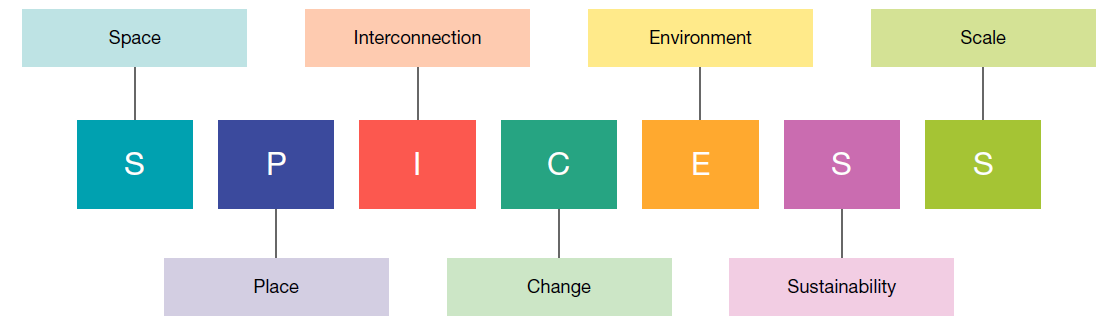 Space
Interconnection
Environment
Scale
S
P
I
C
E
S
S
Place
Change
Sustainability